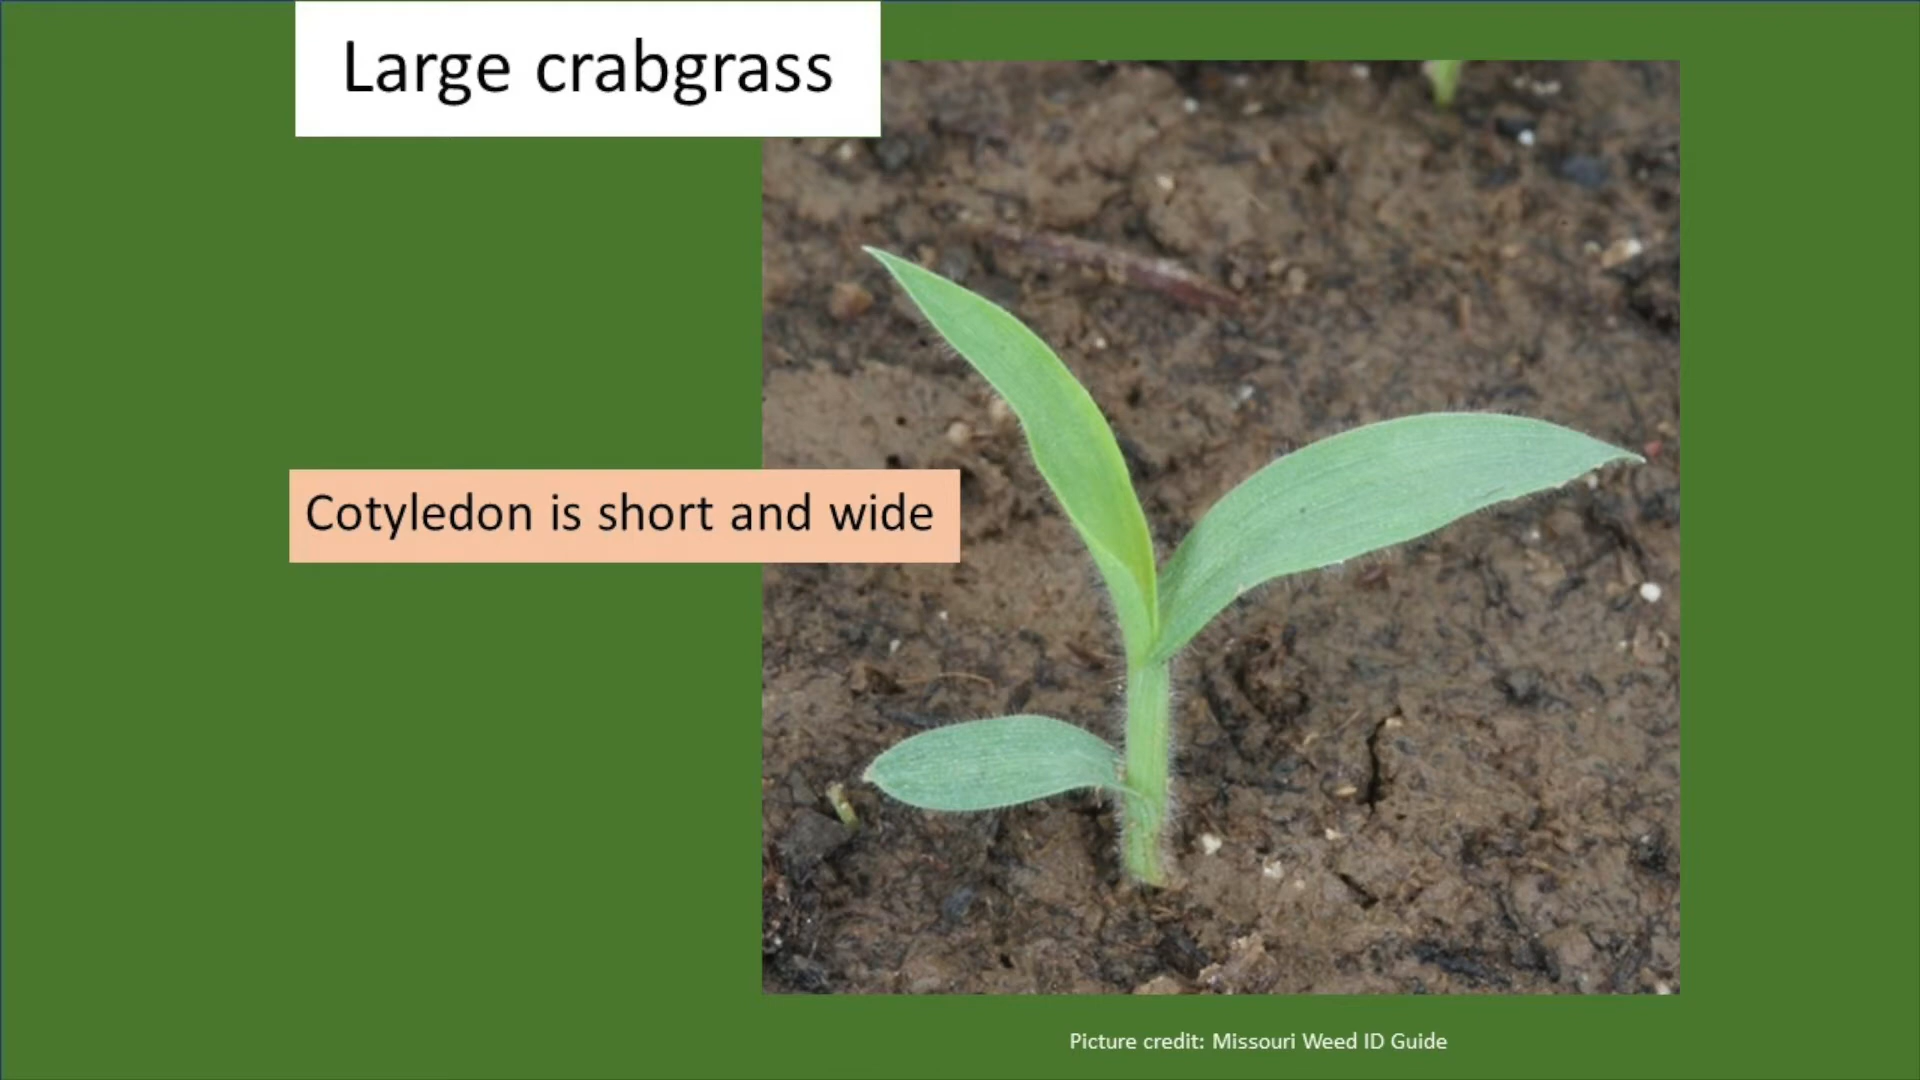 Large crabgrass
Cotyledon is short and wide
Picture credit: Missouri Weed ID Guide